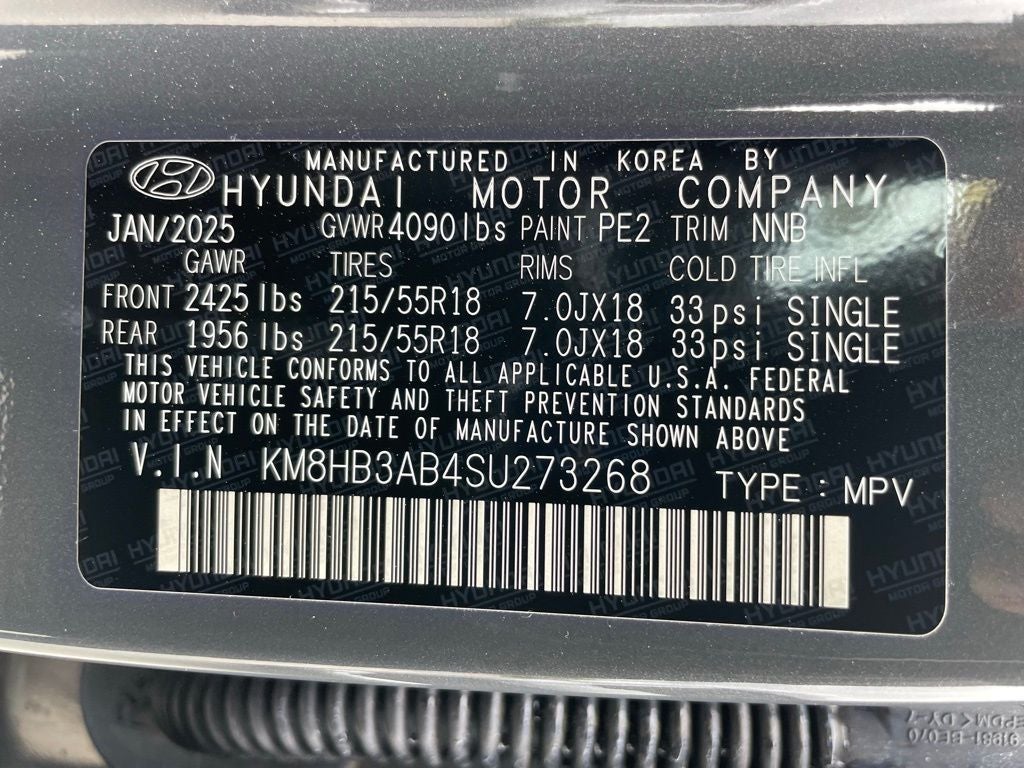 MANUFACTURED IN KOREA BY
HYUNDAI MOTOR COMPANY
JAN/2025 GVWR 4090 lbs PAINT PE2 TRIM NNB
GAWR TIRES RIMS COLD TIRE INFL
FRONT 2425 lbs 215/55R18 7.0JX18 33psi SINGLE
REAR 1956 lbs 215/55R18 7.0JX18 33psi SINGLE
THIS VEHICLE CONFORMS TO ALL APPLICABLE U.S.A. FEDERAL
MOTOR VEHICLE SAFETY AND THEFT PREVENTION STANDARDS
IN EFFECT ON THE DATE OF MANUFACTURE SHOWN ABOVE
V.I.N KM8HB3AB4SU273268 TYPE : MPV